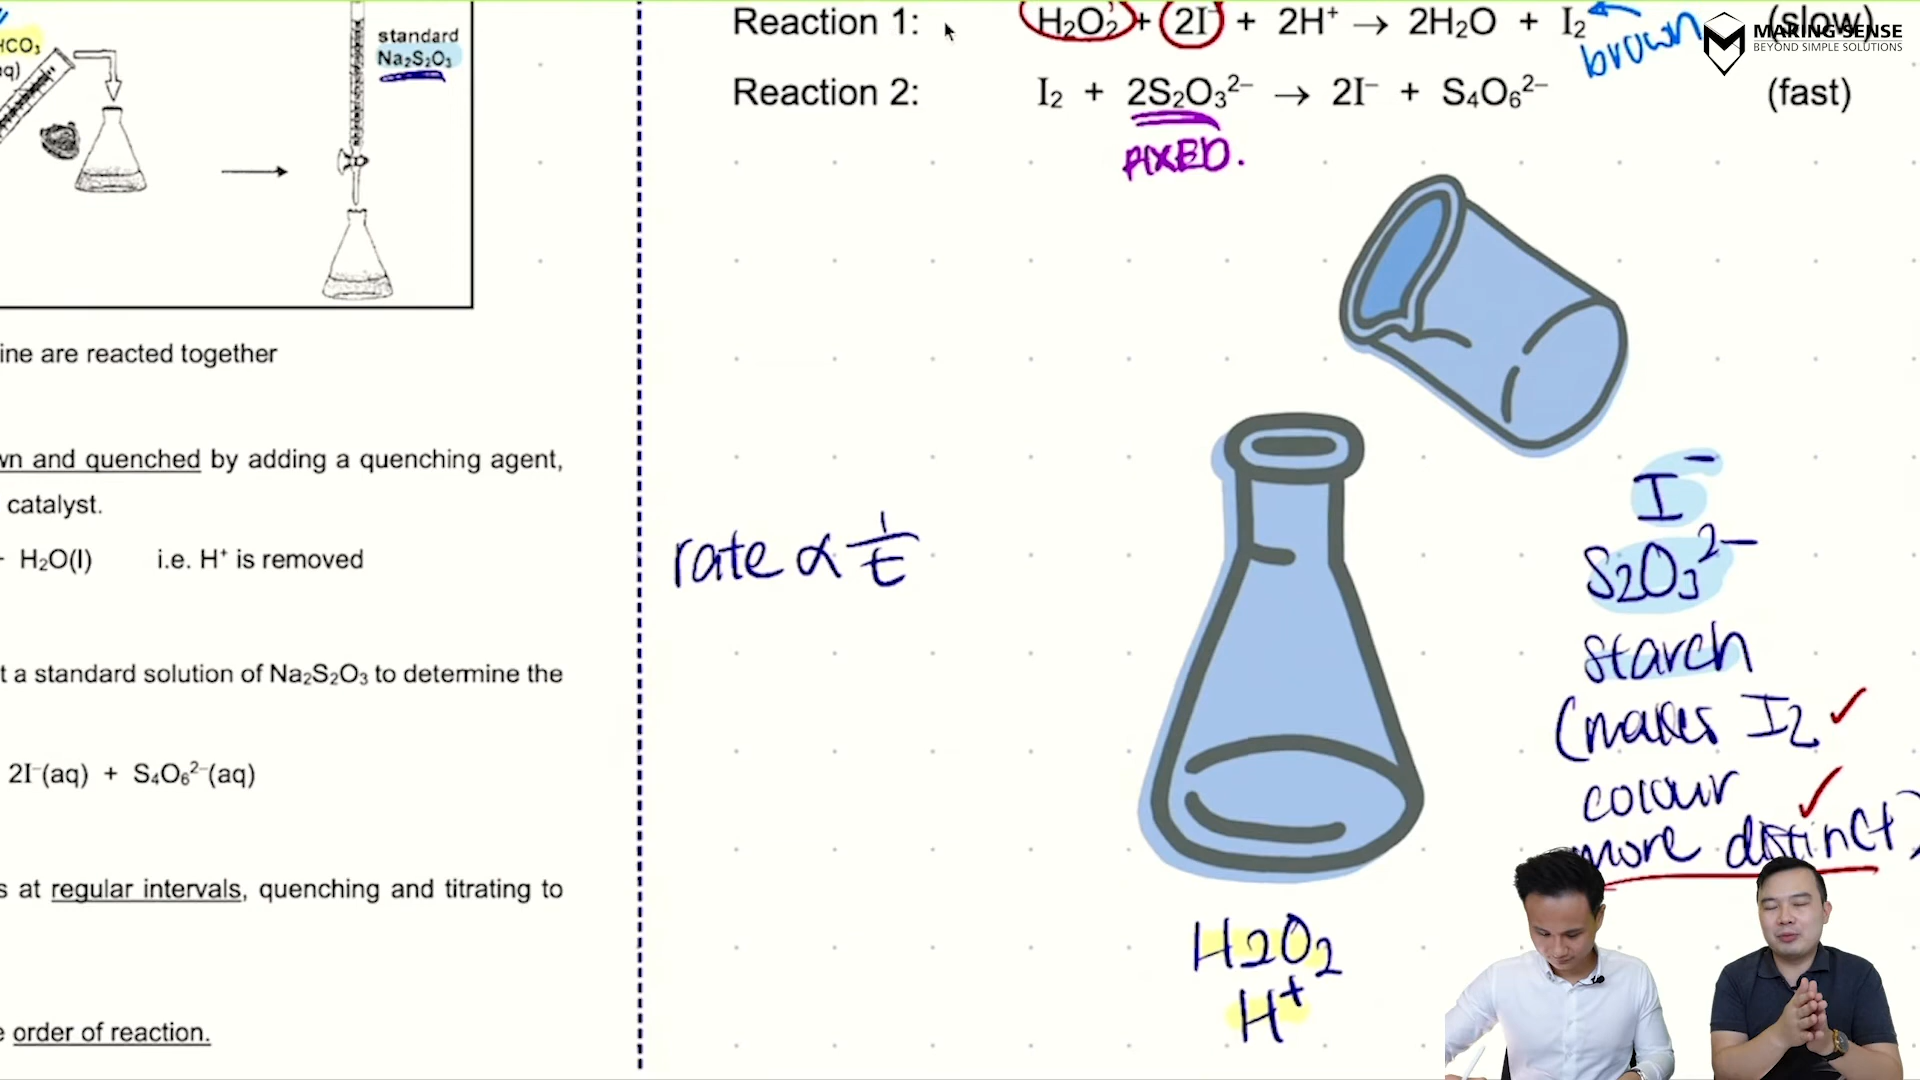 HCO₃
aq)
standard
Na₂S₂O₃
ine are reacted together
wn and quenched by adding a quenching agent,
catalyst.
H₂O(l) i.e. H⁺ is removed
t a standard solution of Na₂S₂O₃ to determine the
2I⁻(aq) + S₄O₆²⁻(aq)
s at regular intervals, quenching and titrating to
e order of reaction.
Reaction 1: H₂O₂ + 2I⁻ + 2H⁺ → 2H₂O + I₂ (slow)
brown
MAKING SENSE
BEYOND SIMPLE SOLUTIONS
Reaction 2: I₂ + 2S₂O₃²⁻ → 2I⁻ + S₄O₆²⁻ (fast)
FIXED.
rate ∝ 1/t
I⁻
S₂O₃²⁻
starch
(makes I₂
colour
more distinct)
H₂O₂
H⁺